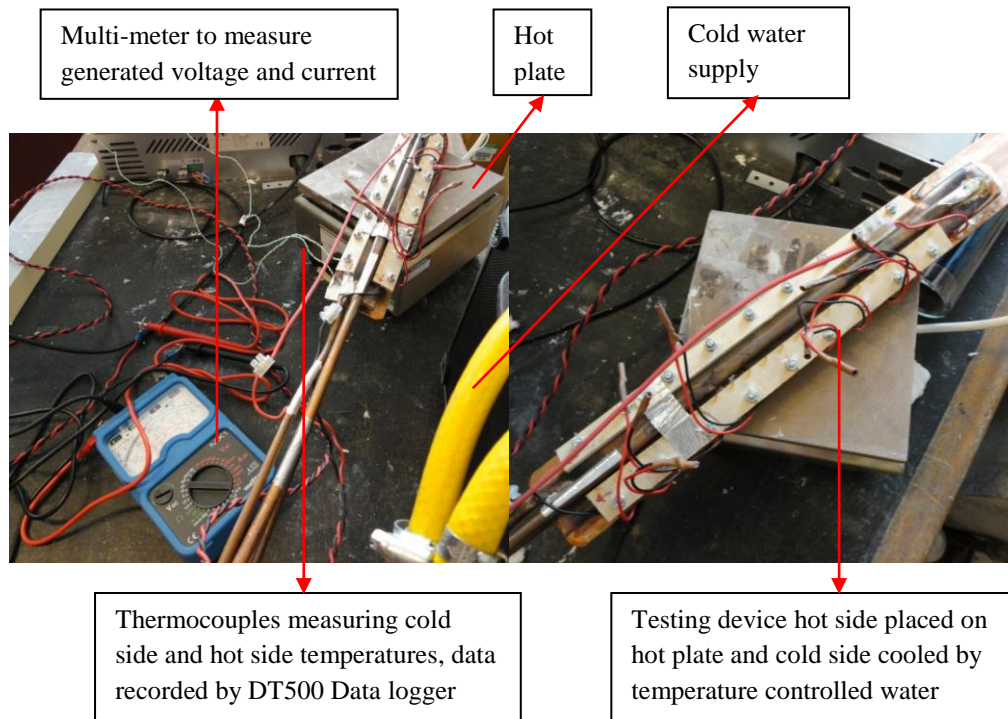 Multi-meter to measure
generated voltage and current
Hot
plate
Cold water
supply
Thermocouples measuring cold
side and hot side temperatures, data
recorded by DT500 Data logger
Testing device hot side placed on
hot plate and cold side cooled by
temperature controlled water